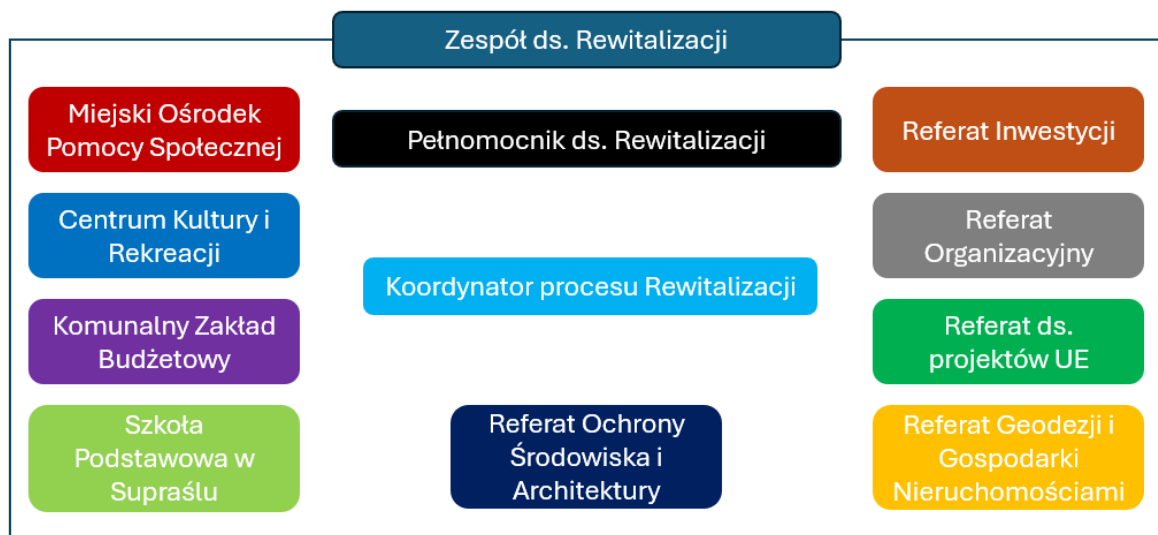 Zespół ds. Rewitalizacji
Miejski Ośrodek
Pomocy Społecznej
Pełnomocnik ds. Rewitalizacji
Referat Inwestycji
Centrum Kultury i
Rekreacji
Koordynator procesu Rewitalizacji
Referat
Organizacyjny
Komunalny Zakład
Budżetowy
Referat ds.
projektów UE
Szkoła
Podstawowa w
Supraślu
Referat Ochrony
Środowiska i
Architektury
Referat Geodezji i
Gospodarki
Nieruchomościami